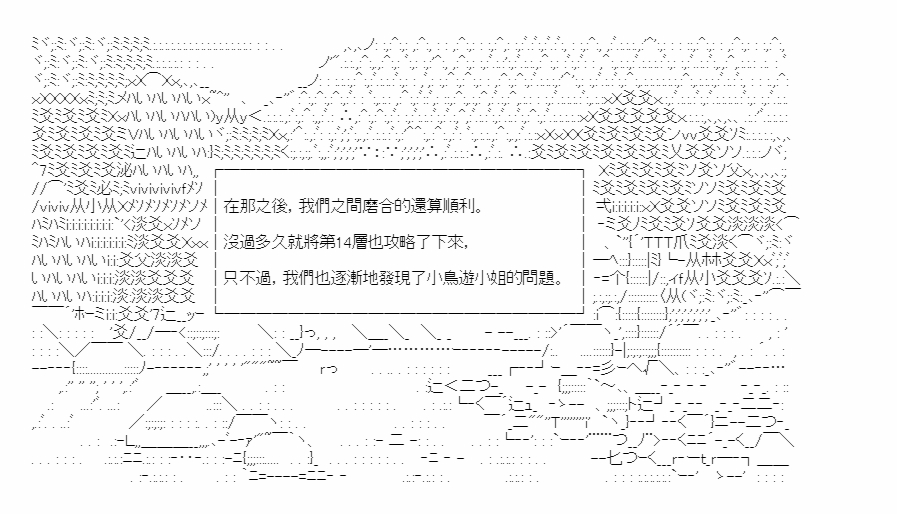 在那之後，我們之間磨合的還算順利。
沒過多久就將第14層也攻略了下來，
只不過，我們也逐漸地發現了小鳥遊小姐的問題。